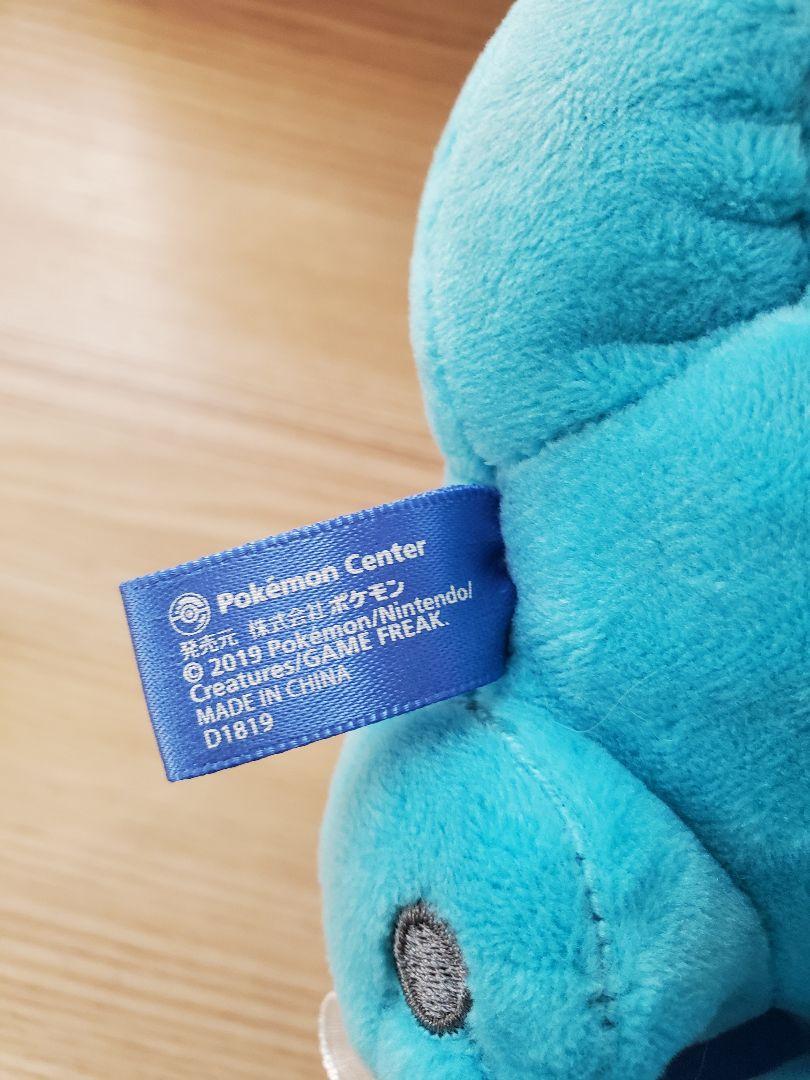 Pokémon Center
発売元 株式会社ポケモン
© 2019 Pokémon/Nintendo/
Creatures/GAME FREAK.
MADE IN CHINA
D1819